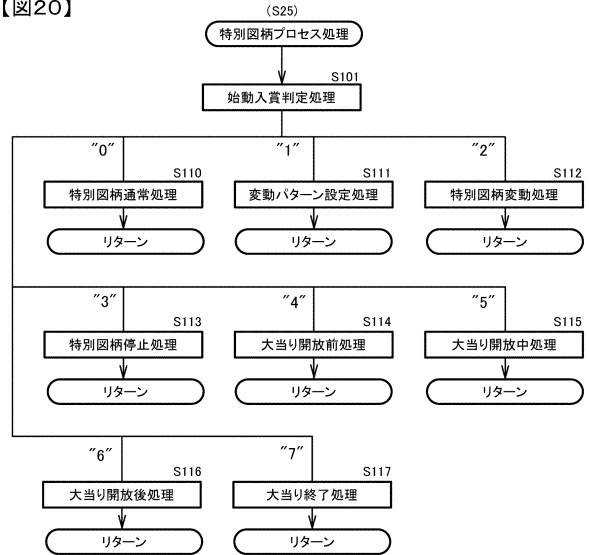 【図20】
(S25)
特別図柄プロセス処理
S101
始動入賞判定処理
"0" "1" "2"
S110 S111 S112
特別図柄通常処理 変動パターン設定処理 特別図柄変動処理
リターン リターン リターン
"3" "4" "5"
S113 S114 S115
特別図柄停止処理 大当り開放前処理 大当り開放中処理
リターン リターン リターン
"6" "7"
S116 S117
大当り開放後処理 大当り終了処理
リターン リターン